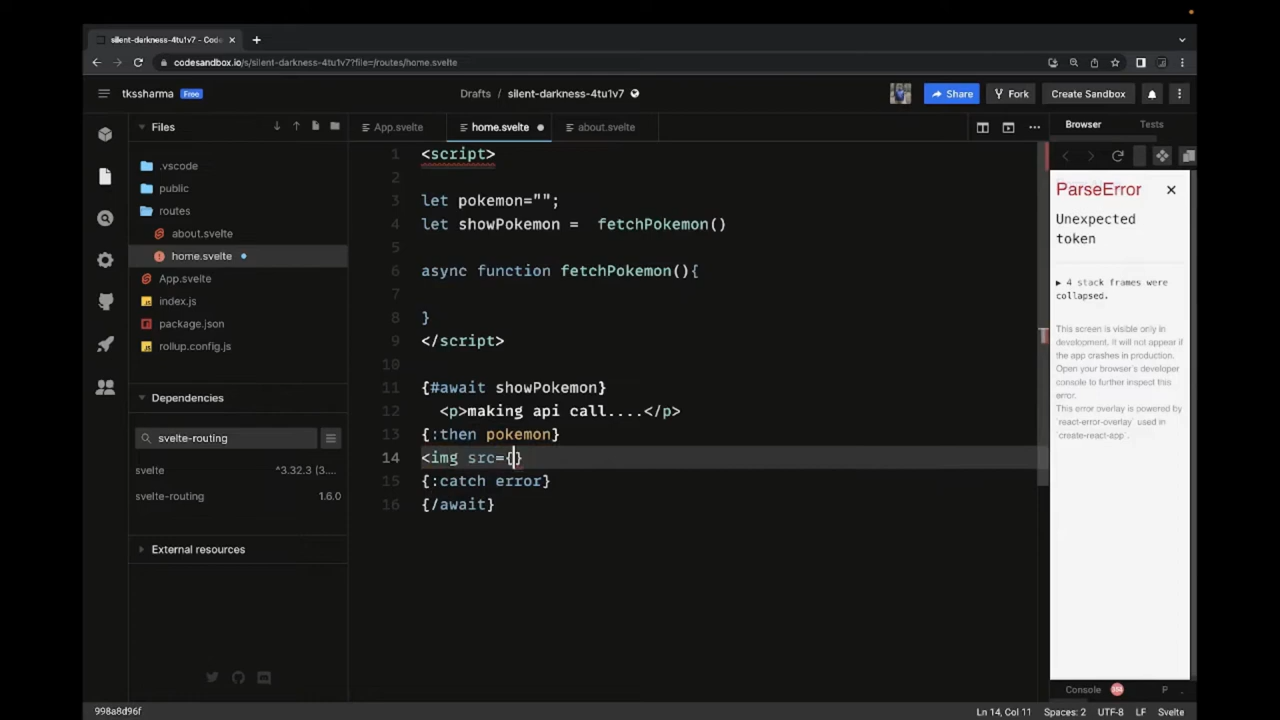 silent-darkness-4tu1v7 - Code
codesandbox.io/s/silent-darkness-4tu1v7?file=/routes/home.svelte
tkssharma Free
Drafts / silent-darkness-4tu1v7
Share
Fork
Create Sandbox
Files
.vscode
public
routes
about.svelte
home.svelte
App.svelte
index.js
package.json
rollup.config.js
Dependencies
svelte-routing
svelte ^3.32.3 (3....
svelte-routing 1.6.0
External resources
App.svelte
home.svelte
about.svelte
1 <script>
2
3 let pokemon="";
4 let showPokemon =  fetchPokemon()
5
6 async function fetchPokemon(){
7
8 }
9 </script>
10
11 {#await showPokemon}
12 <p>making api call....</p>
13 {:then pokemon}
14 <img src={}
15 {:catch error}
16 {/await}
Browser
Tests
ParseError
Unexpected
token
▶ 4 stack frames were
collapsed.
This screen is visible only in
development. It will not appear if
the app crashes in production.
Open your browser's developer
console to further inspect this
error.
This error overlay is powered by
`react-error-overlay` used in
`create-react-app`.
Console
P
998a8d96f
Ln 14, Col 11
Spaces: 2
UTF-8
LF
Svelte